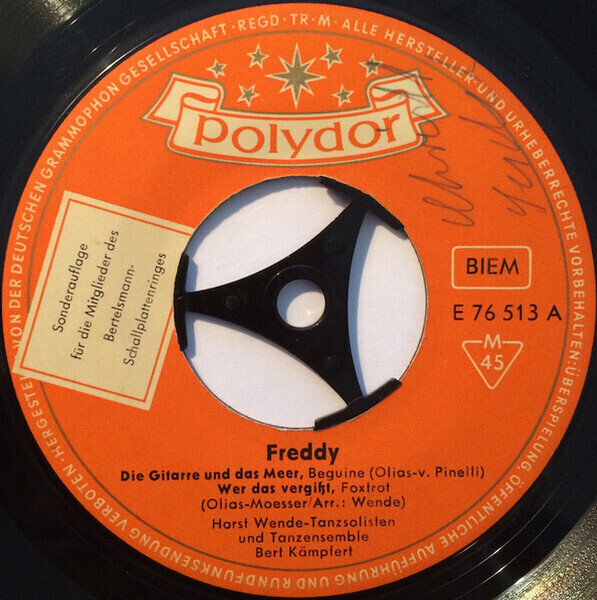 HERGESTELLT VON DER DEUTSCHEN GRAMMOPHON GESELLSCHAFT · REGD · TR · M · ALLE HERSTELLER- UND URHEBERRECHTE VORBEHALTEN: ÜBERSPIELUNG, ÖFFENTLICHE AUFFÜHRUNG UND RUNDFUNKSENDUNG VERBOTEN ·
polydor
Sonderauflage
für die Mitglieder des
Bertelsmann-
Schallplattenringes
BIEM
E 76 513 A
M
45
Freddy
Die Gitarre und das Meer, Beguine (Olias-v. Pinelli)
Wer das vergißt, Foxtrot
(Olias-Moesser/Arr.: Wende)
Horst Wende-Tanzsolisten
und Tanzensemble
Bert Kämpfert